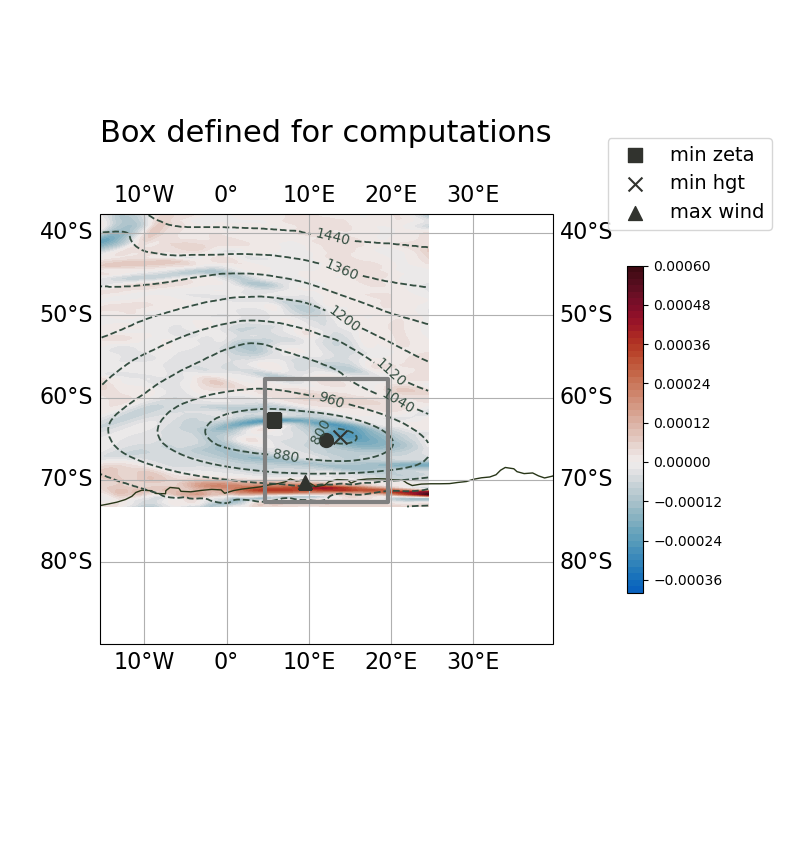 Box defined for computations
min zeta
min hgt
max wind
10°W 0° 10°E 20°E 30°E
40°S 40°S
50°S 50°S
60°S 60°S
70°S 70°S
80°S 80°S
10°W 0° 10°E 20°E 30°E
1440
1360
1200
1120
1040
960
880
800
0.00060
0.00048
0.00036
0.00024
0.00012
0.00000
−0.00012
−0.00024
−0.00036